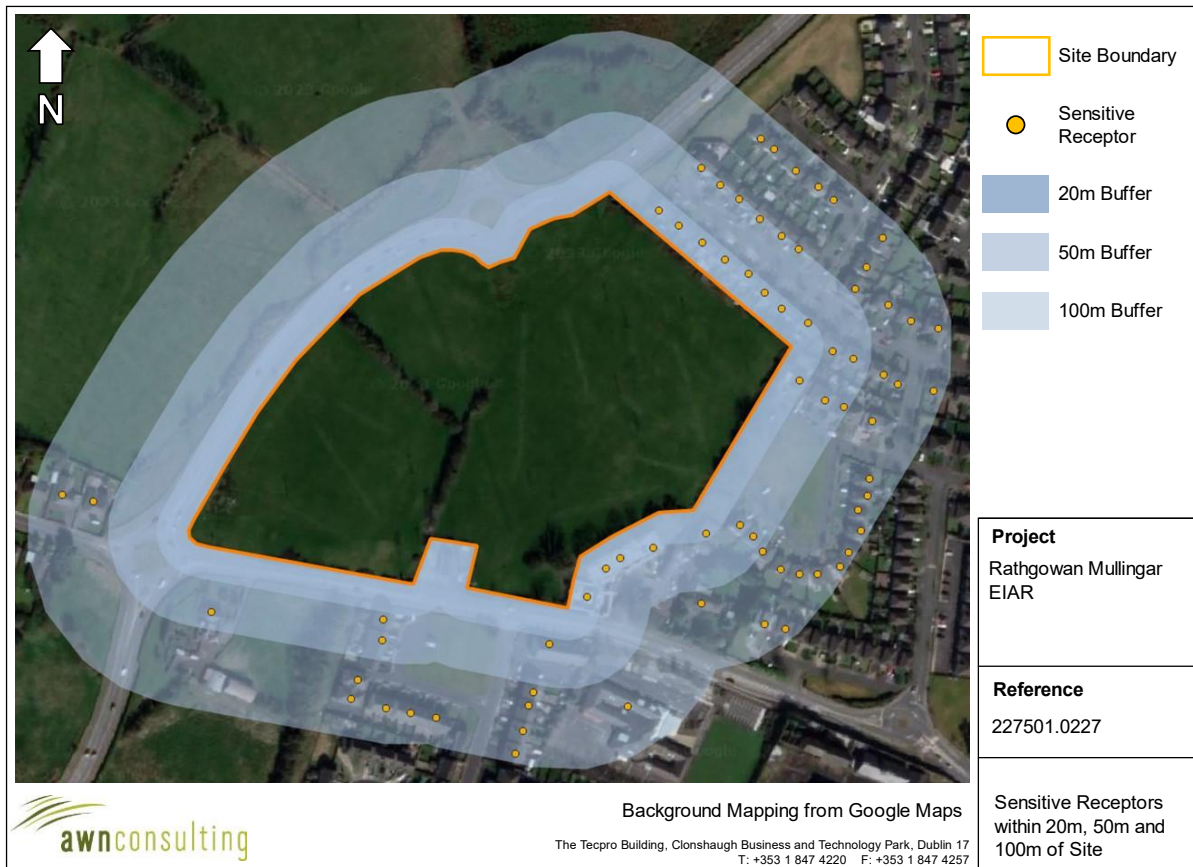 N
© 2023 Google
Site Boundary
Sensitive
Receptor
20m Buffer
50m Buffer
100m Buffer
Project
Rathgowan Mullingar
EIAR
Reference
227501.0227
Sensitive Receptors
within 20m, 50m and
100m of Site
awnconsulting
Background Mapping from Google Maps
The Tecpro Building, Clonshaugh Business and Technology Park, Dublin 17
T: +353 1 847 4220 F: +353 1 847 4257